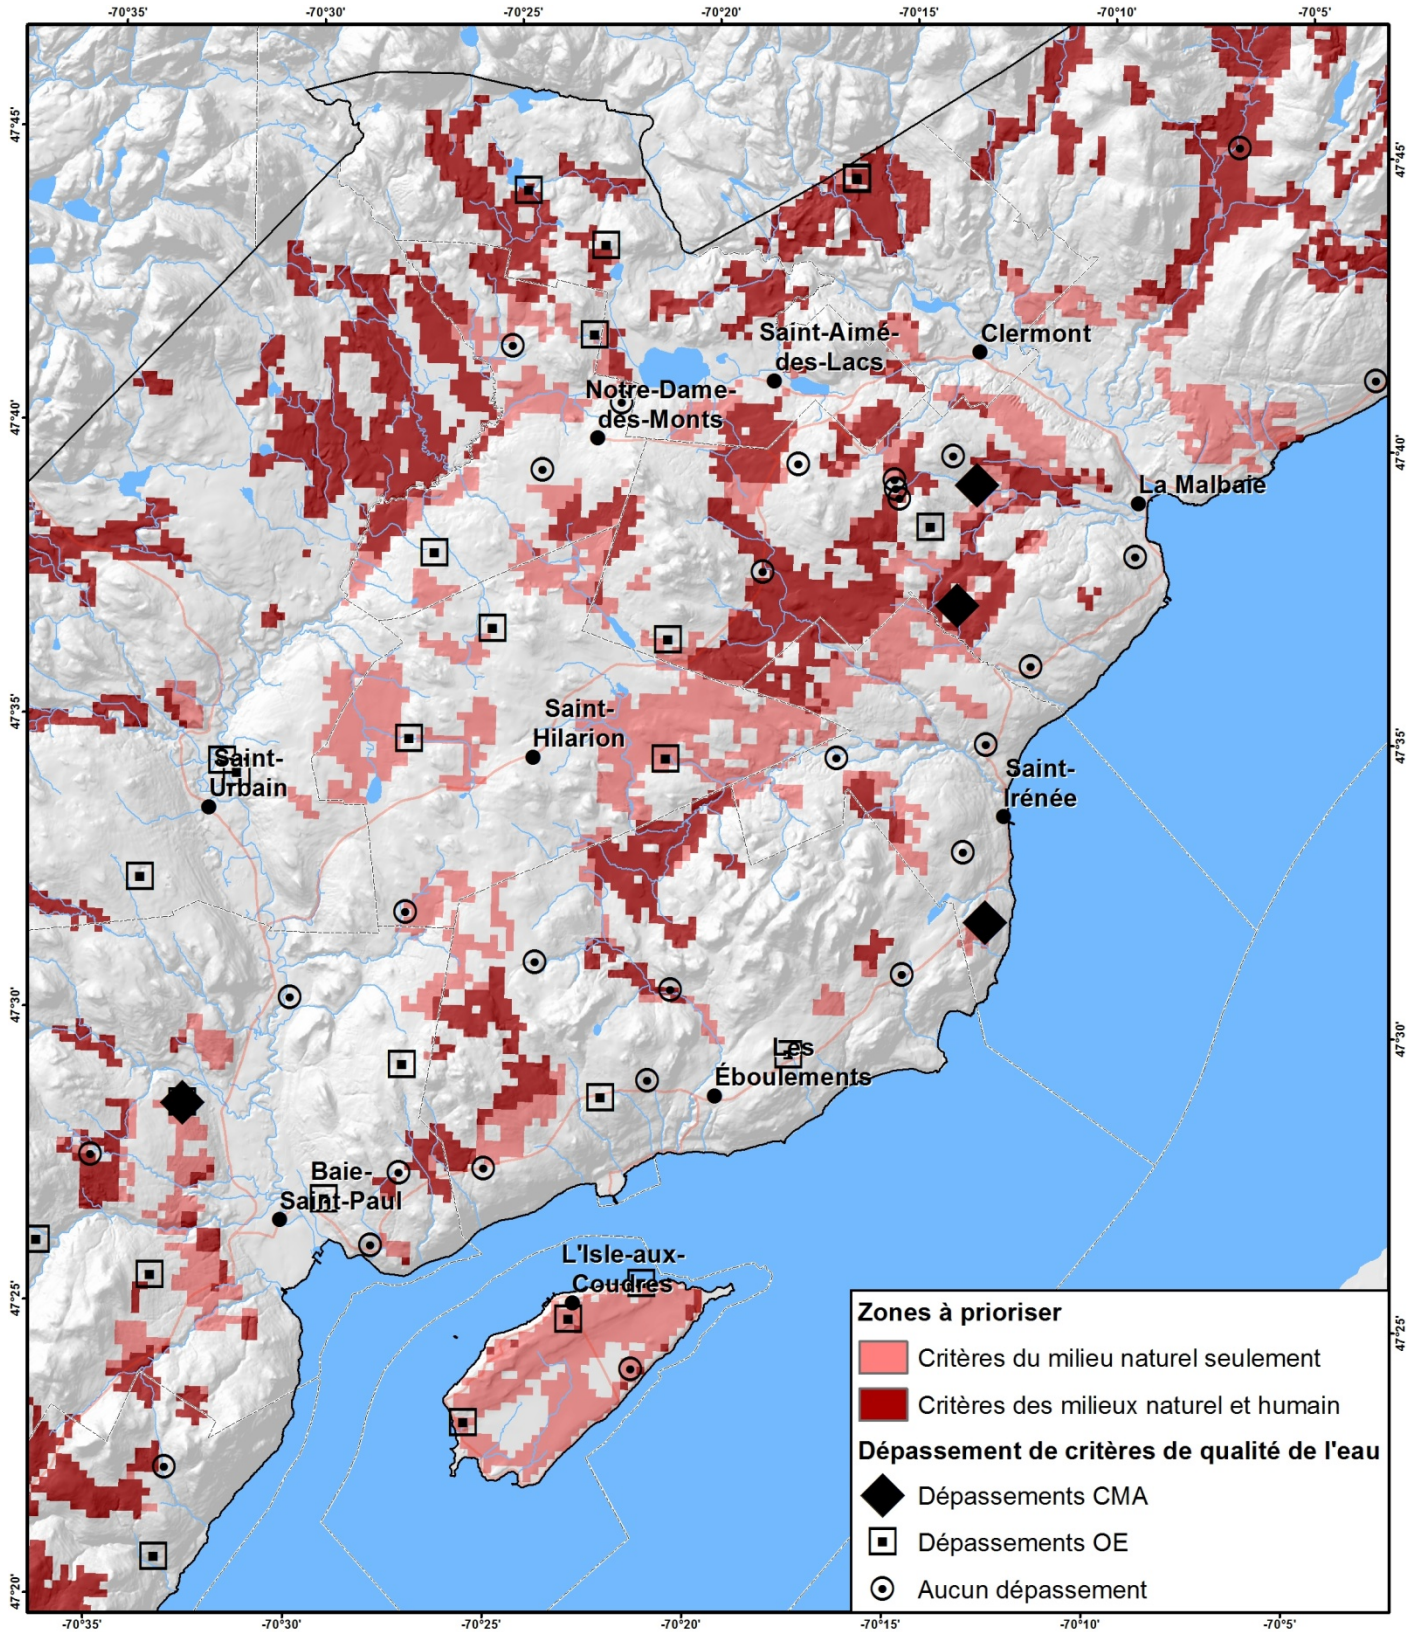 -70°35'
-70°30'
-70°25'
-70°20'
-70°15'
-70°10'
-70°5'
47°45'
47°45'
Saint-Aimé-
des-Lacs
Clermont
Notre-Dame-
des-Monts
47°40'
47°40'
La Malbaie
47°35'
47°35'
Saint-
Hilarion
Saint-
Urbain
Saint-
Irénée
47°30'
47°30'
Les
Éboulements
Baie-
Saint-Paul
L'Isle-aux-
Coudres
47°25'
47°25'
Zones à prioriser
Critères du milieu naturel seulement
Critères des milieux naturel et humain
Dépassement de critères de qualité de l'eau
Dépassements CMA
Dépassements OE
Aucun dépassement
47°20'
-70°35'
-70°30'
-70°25'
-70°20'
-70°15'
-70°10'
-70°5'